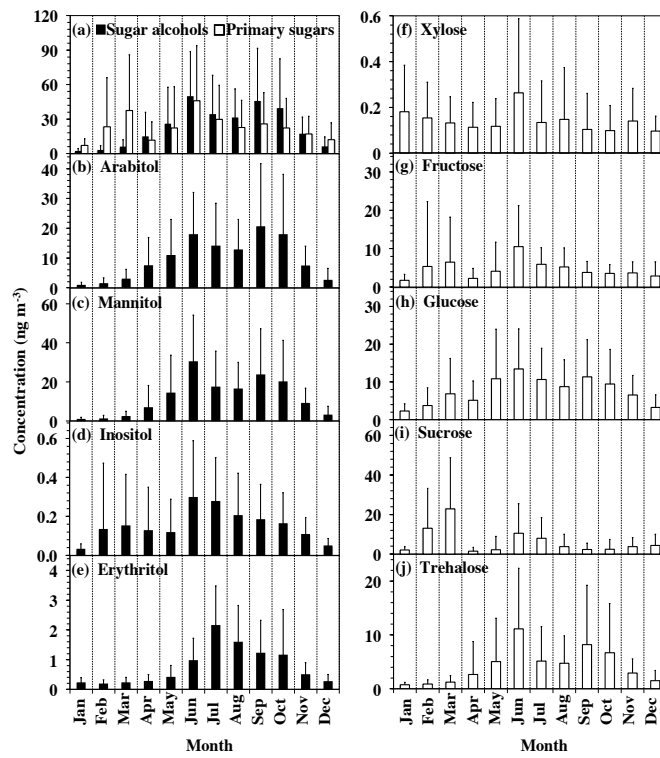 Concentration (ng m⁻³)
120
90
60
30
0
(a) Sugar alcohols Primary sugars
40
30
20
10
0
(b) Arabitol
60
40
20
0
(c) Mannitol
0.6
0.4
0.2
0.0
(d) Inositol
4
3
2
1
0
(e) Erythritol
Jan Feb Mar Apr May Jun Jul Aug Sep Oct Nov Dec
Month
0.6
0.4
0.2
0
(f) Xylose
30
20
10
0
(g) Fructose
30
20
10
0
(h) Glucose
60
40
20
0
(i) Sucrose
20
10
0
(j) Trehalose
Jan Feb Mar Apr May Jun Jul Aug Sep Oct Nov Dec
Month